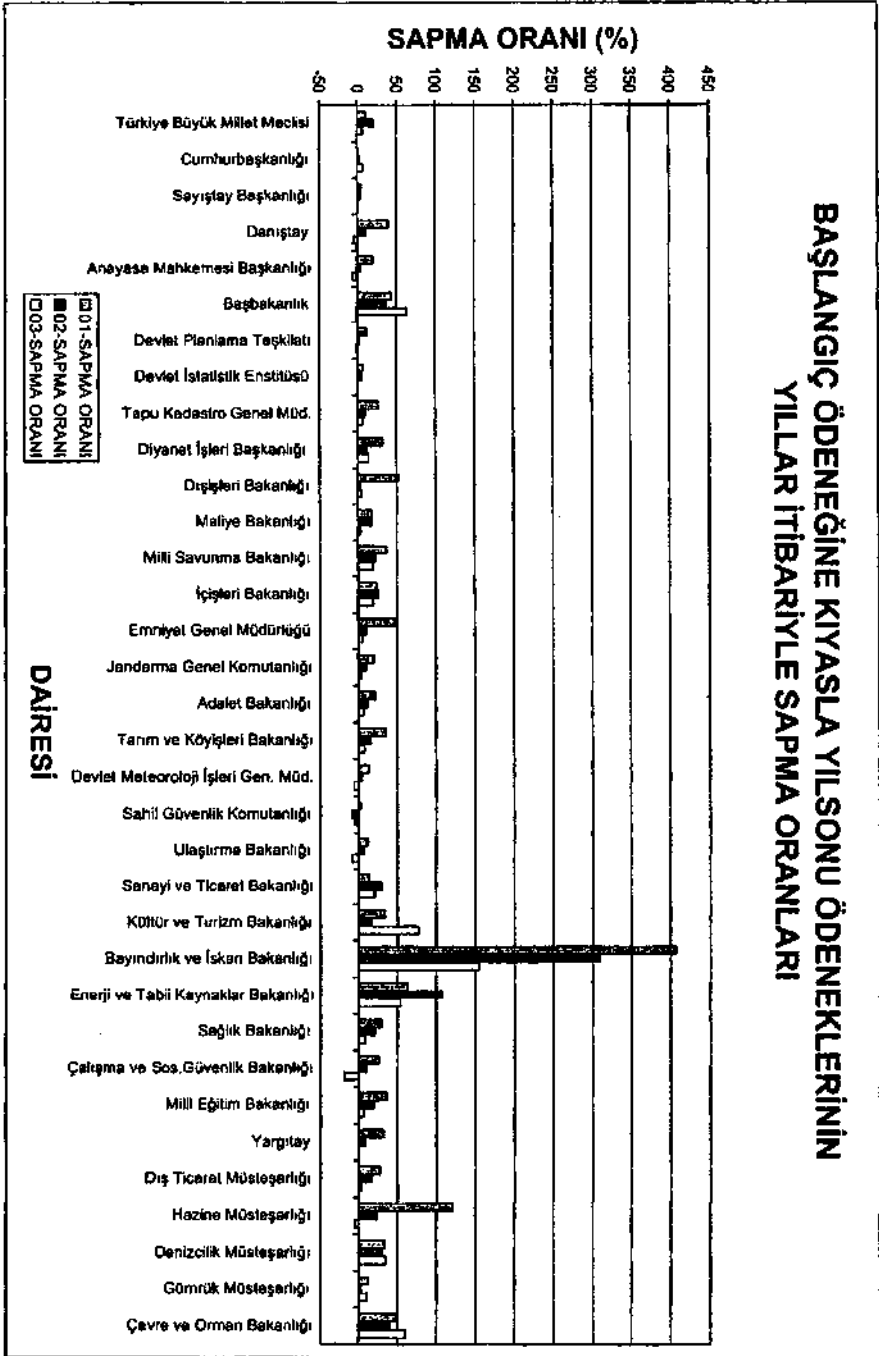 BAŞLANGIÇ ÖDENEĞİNE KIYASLA YILSONU ÖDENEKLERİNİN
YILLAR İTİBARİYLE SAPMA ORANLARI
SAPMA ORANI (%)
-50
0
50
100
150
200
250
300
350
400
450
Türkiye Büyük Millet Meclisi
Cumhurbaşkanlığı
Sayıştay Başkanlığı
Danıştay
Anayasa Mahkemesi Başkanlığı
Başbakanlık
Devlet Planlama Teşkilatı
Devlet İstatistik Enstitüsü
Tapu Kadastro Genel Müd.
Diyanet İşleri Başkanlığı
Dışişleri Bakanlığı
Maliye Bakanlığı
Milli Savunma Bakanlığı
İçişleri Bakanlığı
Emniyet Genel Müdürlüğü
Jandarma Genel Komutanlığı
Adalet Bakanlığı
Tarım ve Köyişleri Bakanlığı
Devlet Meteoroloji İşleri Gen. Müd.
Sahil Güvenlik Komutanlığı
Ulaştırma Bakanlığı
Sanayi ve Ticaret Bakanlığı
Kültür ve Turizm Bakanlığı
Bayındırlık ve İskan Bakanlığı
Enerji ve Tabii Kaynaklar Bakanlığı
Sağlık Bakanlığı
Çalışma ve Sos.Güvenlik Bakanlığı
Milli Eğitim Bakanlığı
Yargıtay
Dış Ticaret Müsteşarlığı
Hazine Müsteşarlığı
Denizcilik Müsteşarlığı
Gümrük Müsteşarlığı
Çevre ve Orman Bakanlığı
DAİRESİ
01-SAPMA ORANI
02-SAPMA ORANI
03-SAPMA ORANI